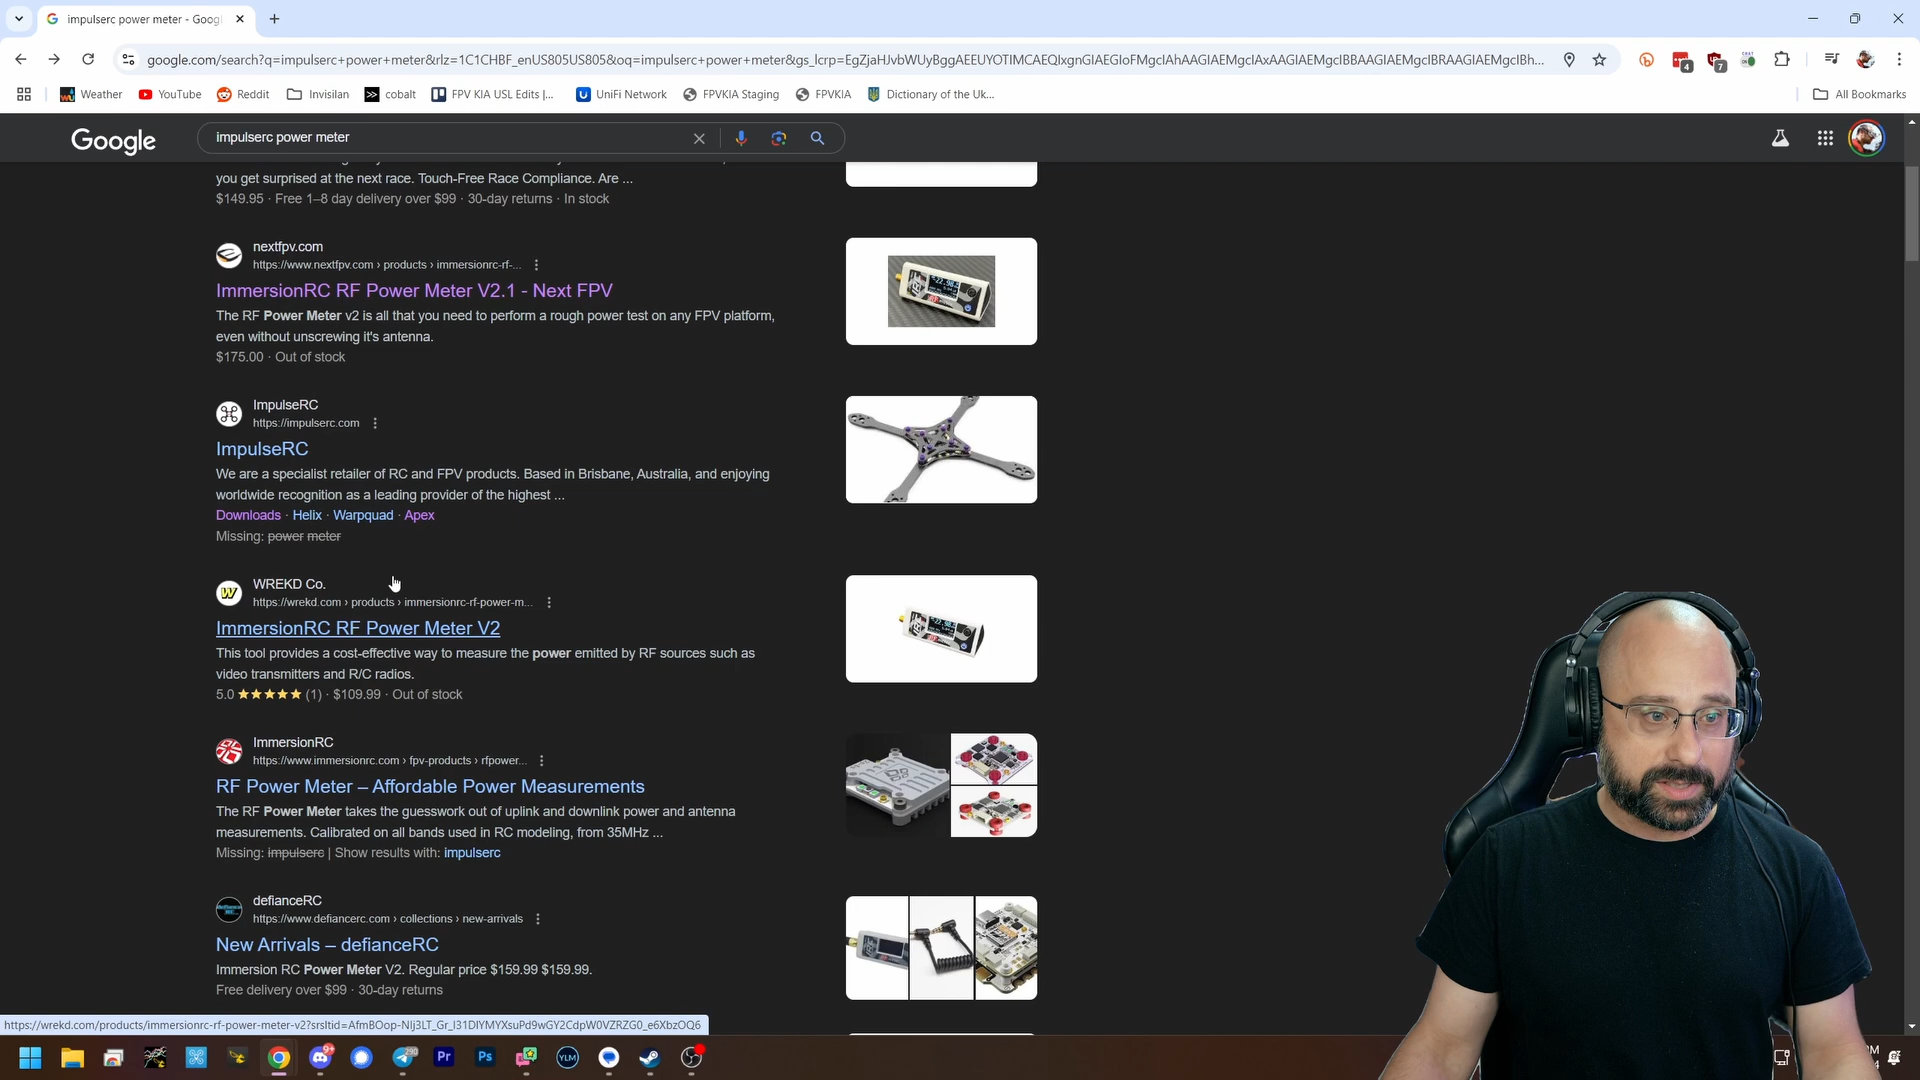 impulserc power meter - Goog
google.com/search?q=impulserc+power+meter&rlz=1C1CHBF_enUS805US805&oq=impulserc+power+meter&gs_lcrp=EgZjaHJvbWUyBggAEEUYOTIMCAEQIxgnGIAEGIoFMgcIAhAAGIAEMgcIAxAAGIAEMgcIBBAAGIAEMgcIBRAAGIAEMgcIBh...
4
7
Weather
YouTube
Reddit
Invisilan
cobalt
FPV KIA USL Edits |...
UniFi Network
FPVKIA Staging
FPVKIA
Dictionary of the Uk...
All Bookmarks
Google
impulserc power meter
you get surprised at the next race. Touch-Free Race Compliance. Are ...
$149.95 · Free 1–8 day delivery over $99 · 30-day returns · In stock
nextfpv.com
https://www.nextfpv.com › products › immersionrc-rf-...
ImmersionRC RF Power Meter V2.1 - Next FPV
The RF Power Meter v2 is all that you need to perform a rough power test on any FPV platform,
even without unscrewing it's antenna.
$175.00 · Out of stock
ImpulseRC
https://impulserc.com
ImpulseRC
We are a specialist retailer of RC and FPV products. Based in Brisbane, Australia, and enjoying
worldwide recognition as a leading provider of the highest ...
Downloads · Helix · Warpquad · Apex
Missing: power meter
WREKD Co.
https://wrekd.com › products › immersionrc-rf-power-m...
ImmersionRC RF Power Meter V2
This tool provides a cost-effective way to measure the power emitted by RF sources such as
video transmitters and R/C radios.
5.0 ★★★★★ (1) · $109.99 · Out of stock
ImmersionRC
https://www.immersionrc.com › fpv-products › rfpower...
RF Power Meter – Affordable Power Measurements
The RF Power Meter takes the guesswork out of uplink and downlink power and antenna
measurements. Calibrated on all bands used in RC modeling, from 35MHz ...
Missing: impulserc | Show results with: impulserc
defianceRC
https://www.defiancerc.com › collections › new-arrivals
New Arrivals – defianceRC
Immersion RC Power Meter V2. Regular price $159.99 $159.99.
Free delivery over $99 · 30-day returns
https://wrekd.com/products/immersionrc-rf-power-meter-v2?srsltid=AfmBOop-NIj3LT_Gr_I31DIYMYXsuPd9wGY2CdpW0VZRZG0_e6XbzOQ6
9+
290
Pr
Ps
YLM